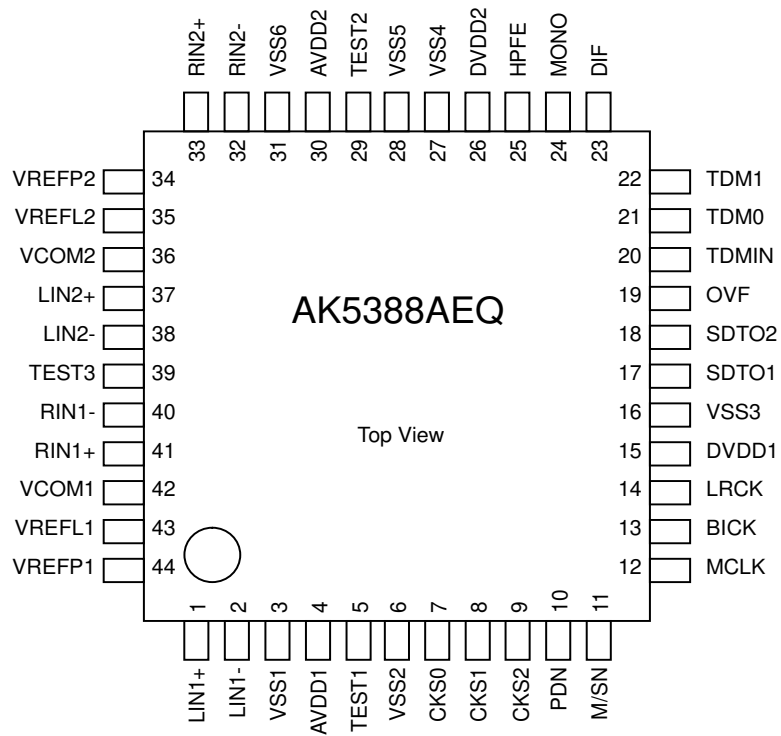 RIN2+ RIN2- VSS6 AVDD2 TEST2 VSS5 VSS4 DVDD2 HPFE MONO DIF
33 32 31 30 29 28 27 26 25 24 23
VREFP2 34 22 TDM1
VREFL2 35 21 TDM0
VCOM2 36 20 TDMIN
LIN2+ 37 19 OVF
AK5388AEQ
LIN2- 38 18 SDTO2
TEST3 39 17 SDTO1
RIN1- 40 16 VSS3
Top View
RIN1+ 41 15 DVDD1
VCOM1 42 14 LRCK
VREFL1 43 13 BICK
VREFP1 44 12 MCLK
1 2 3 4 5 6 7 8 9 10 11
LIN1+ LIN1- VSS1 AVDD1 TEST1 VSS2 CKS0 CKS1 CKS2 PDN M/SN